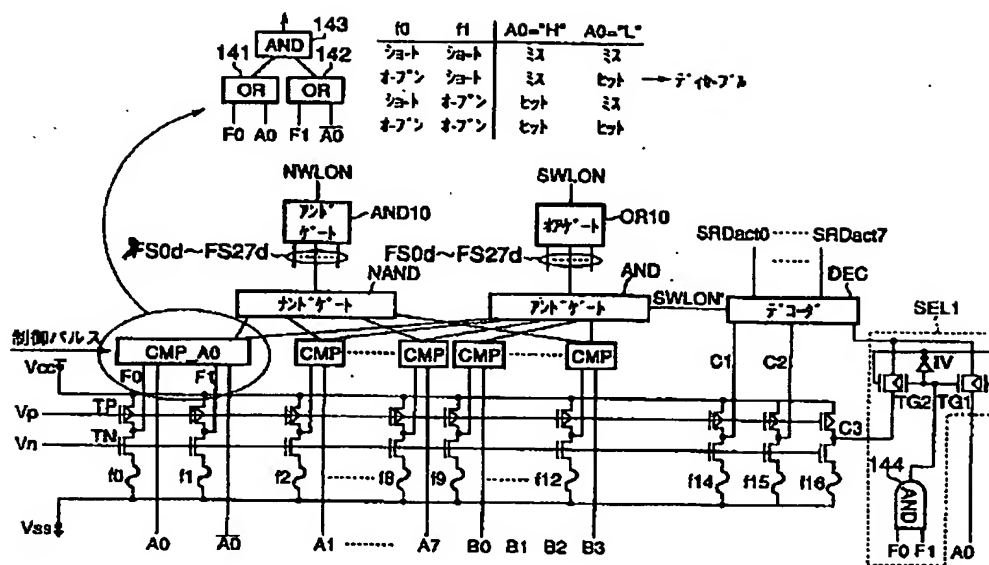 143
AND
141
142
OR
OR
F0 A0 F1 A0
f0 f1 A0="H" A0="L"
ショート ショート ミス ミス
オープン ショート ミス ヒット → ディセーブル
ショート オープン ヒット ミス
オープン オープン ヒット ヒット
NWLON
SWLON
アンド
ゲート
AND10
オアゲート
OR10
FS0d~FS27d
FS0d~FS27d
SRDact0 ------ SRDact7
NAND
AND
DEC
ナンドゲート
アンドゲート
SWLON'
デコーダ
SEL1
制御パルス
CMP_A0
CMP ------ CMP
CMP ------ CMP
C1
C2
IV
Vcc
F0
F1
TG2
TG1
Vp
TP
C3
Vn
TN
144
f0 f1 f2 ------ f8 f9 ------ f12 f14 f15 f16
AND
Vss
A0 A0 A1 ------ A7 B0 B1 B2 B3
F0 F1 A0